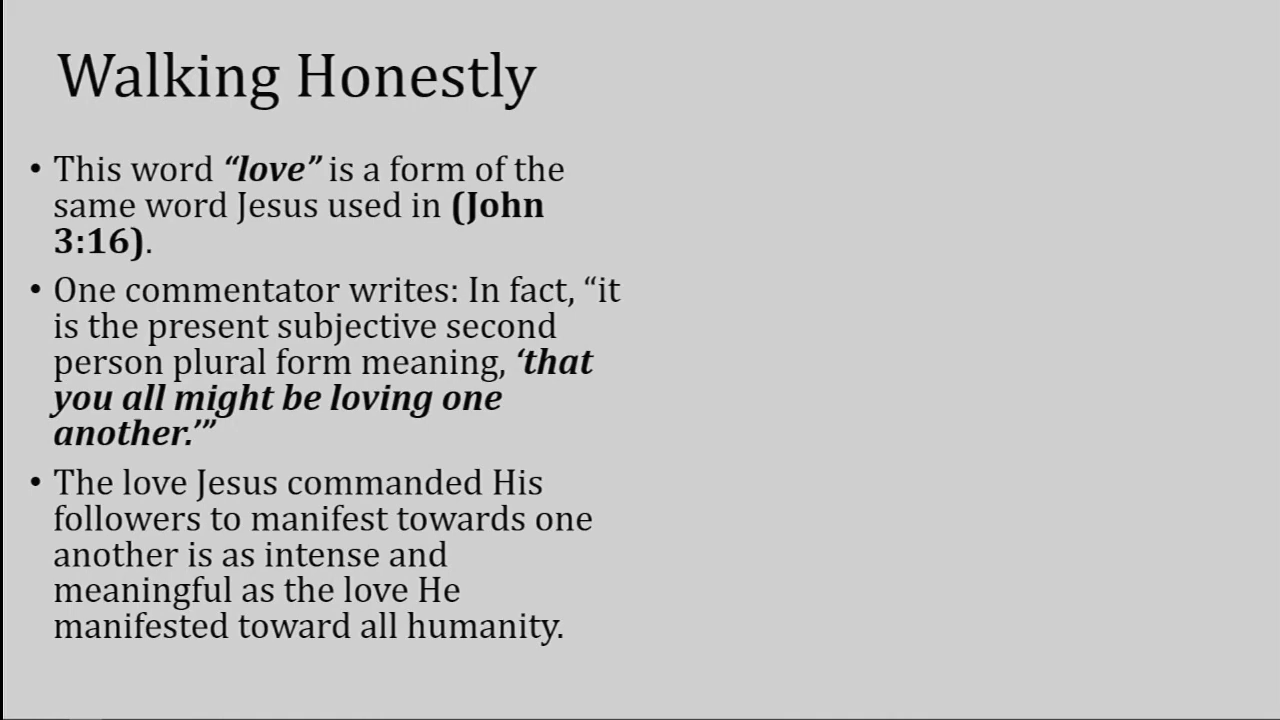 Walking Honestly
• This word “love” is a form of the
same word Jesus used in (John
3:16).
• One commentator writes: In fact, “it
is the present subjective second
person plural form meaning, ‘that
you all might be loving one
another.’”
• The love Jesus commanded His
followers to manifest towards one
another is as intense and
meaningful as the love He
manifested toward all humanity.